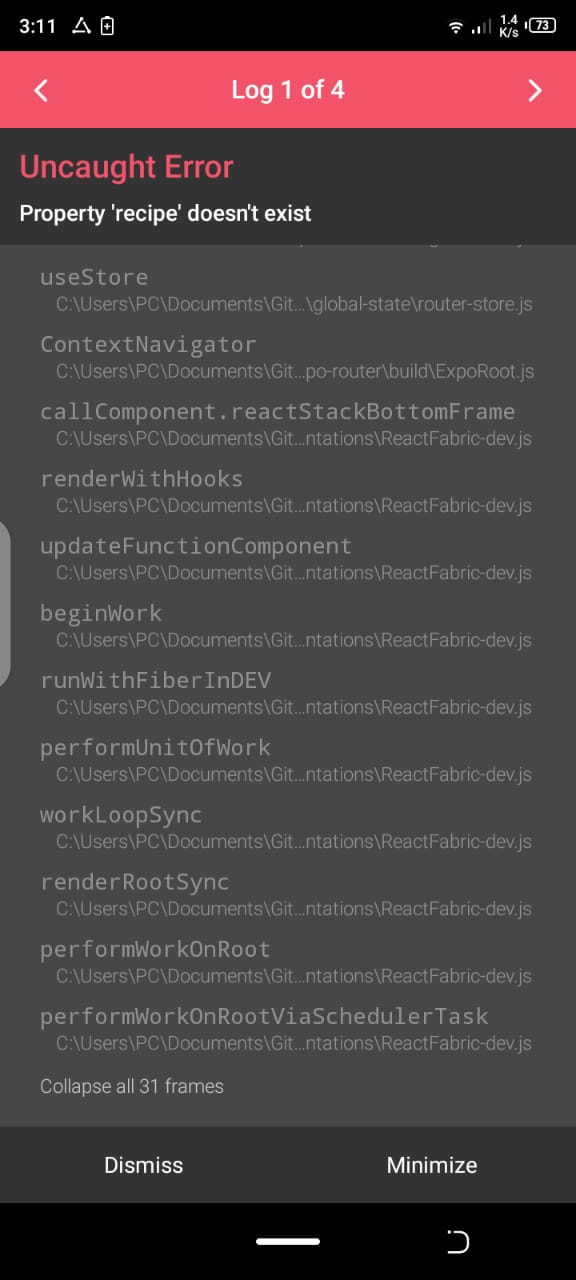 3:11
1.4
K/s
73
Log 1 of 4
Uncaught Error
Property 'recipe' doesn't exist
useStore
C:\Users\PC\Documents\Git...\global-state\router-store.js
ContextNavigator
C:\Users\PC\Documents\Git...po-router\build\ExpoRoot.js
callComponent.reactStackBottomFrame
C:\Users\PC\Documents\Git...ntations\ReactFabric-dev.js
renderWithHooks
C:\Users\PC\Documents\Git...ntations\ReactFabric-dev.js
updateFunctionComponent
C:\Users\PC\Documents\Git...ntations\ReactFabric-dev.js
beginWork
C:\Users\PC\Documents\Git...ntations\ReactFabric-dev.js
runWithFiberInDEV
C:\Users\PC\Documents\Git...ntations\ReactFabric-dev.js
performUnitOfWork
C:\Users\PC\Documents\Git...ntations\ReactFabric-dev.js
workLoopSync
C:\Users\PC\Documents\Git...ntations\ReactFabric-dev.js
renderRootSync
C:\Users\PC\Documents\Git...ntations\ReactFabric-dev.js
performWorkOnRoot
C:\Users\PC\Documents\Git...ntations\ReactFabric-dev.js
performWorkOnRootViaSchedulerTask
C:\Users\PC\Documents\Git...ntations\ReactFabric-dev.js
Collapse all 31 frames
Dismiss
Minimize